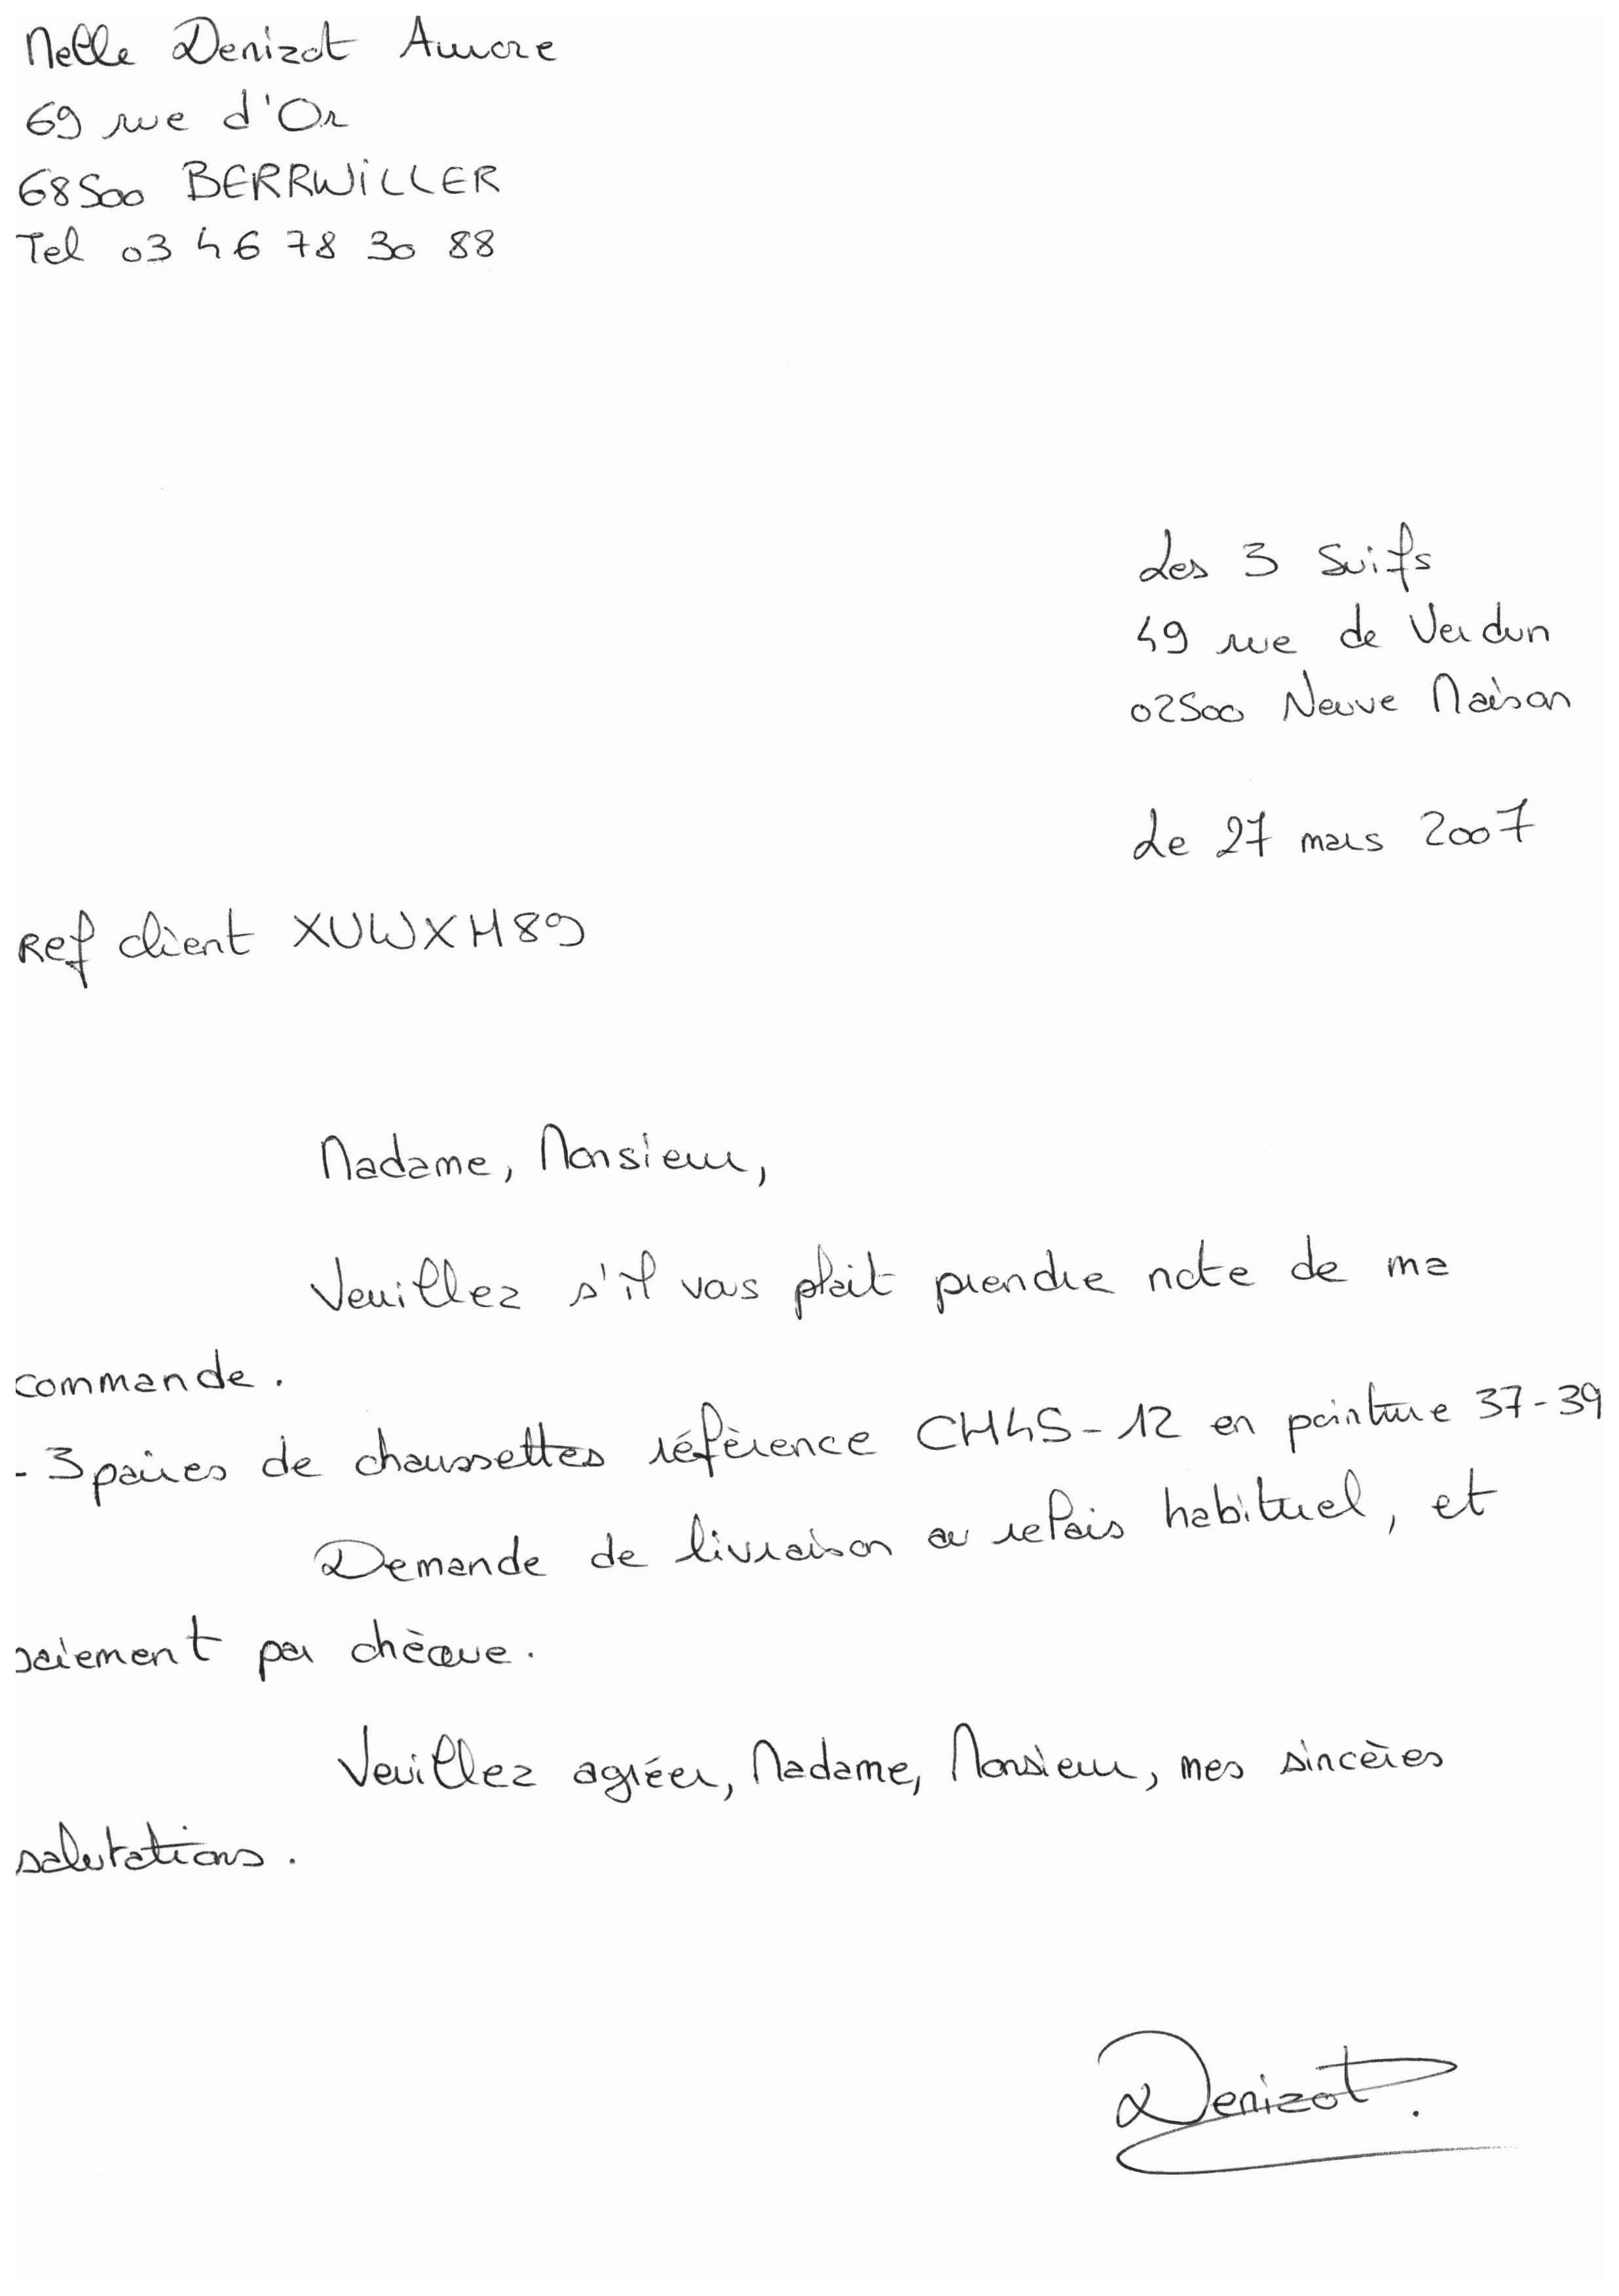 Melle Denizot Aurore
69 rue d'Or
68500 BERRWILLER
Tel 03 46 78 30 88
Les 3 Suifs
49 rue de Verdun
02500 Neuve Maison
Le 27 mars 2007
Ref client XUWXH89
Madame, Monsieur,
Veuillez s'il vous plaît prendre note de ma
commande.
- 3 paires de chaussettes référence CH45-12 en pointure 37-39
Demande de livraison au relais habituel, et
paiement par chèque.
Veuillez agréer, Madame, Monsieur, mes sincères
salutations.
Denizot.